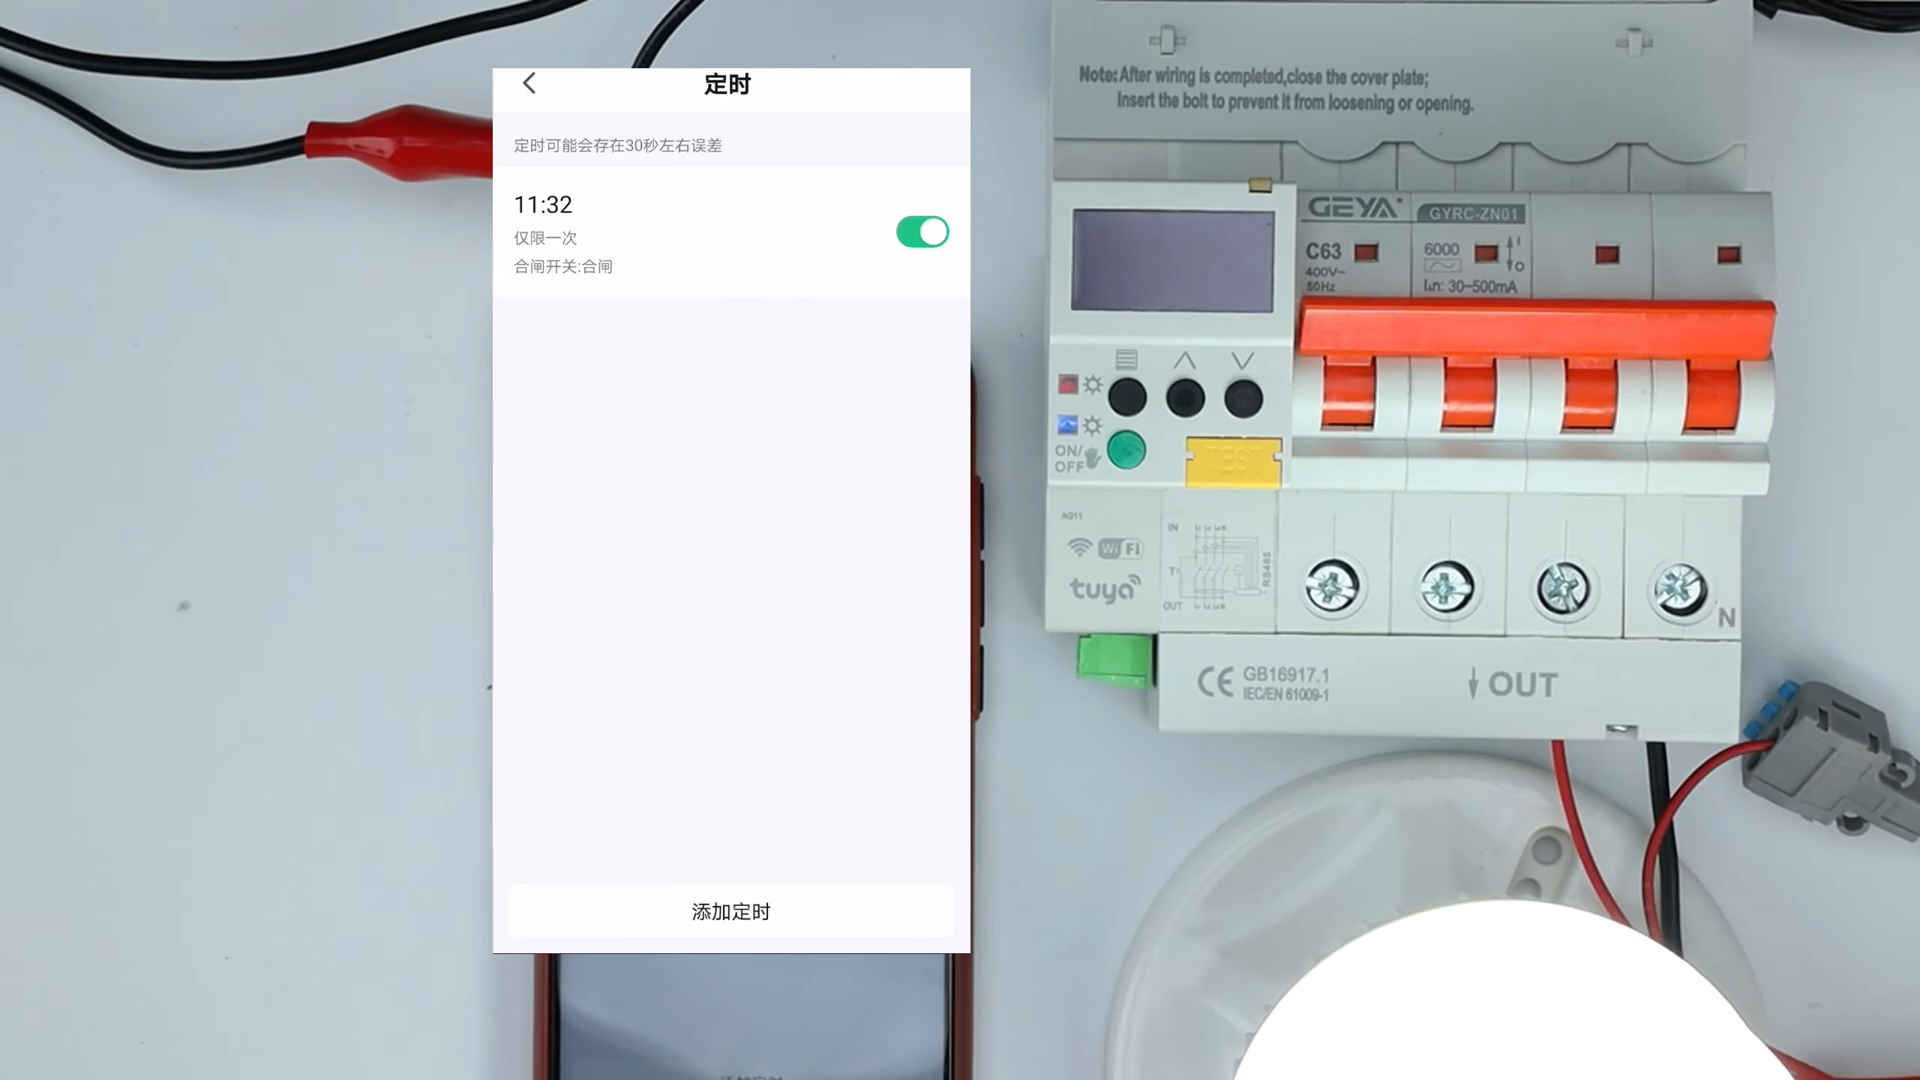 定时
定时可能会存在30秒左右误差
11:32
仅限一次
合闸开关:合闸
添加定时
Note: After wiring is completed,close the cover plate;
Insert the bolt to prevent it from loosening or opening.
GEYA
GYRC-ZN01
C63
400V~
50Hz
6000
I
O
I△n: 30~500mA
ON/
OFF
TEST
AG11
WiFi
tuya
IN
T
OUT
RS485
N
CE
GB16917.1
IEC/EN 61009-1
OUT